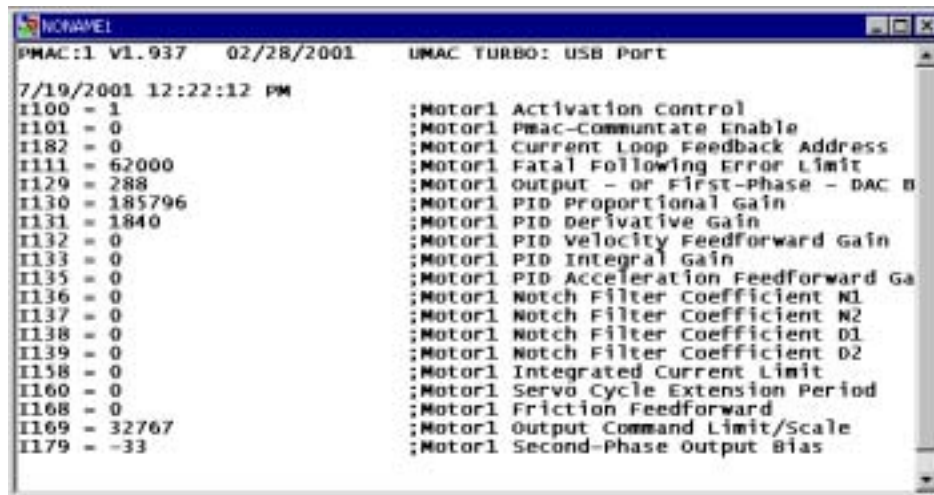 NONAME1
PMAC:1 V1.937 02/28/2001 UMAC TURBO: USB Port
7/19/2001 12:22:12 PM
I100 = 1 ;Motor1 Activation Control
I101 = 0 ;Motor1 Pmac-Communtate Enable
I182 = 0 ;Motor1 Current Loop Feedback Address
I111 = 62000 ;Motor1 Fatal Following Error Limit
I129 = 288 ;Motor1 Output - or First-Phase - DAC B
I130 = 185796 ;Motor1 PID Proportional Gain
I131 = 1840 ;Motor1 PID Derivative Gain
I132 = 0 ;Motor1 PID Velocity Feedforward Gain
I133 = 0 ;Motor1 PID Integral Gain
I135 = 0 ;Motor1 PID Acceleration Feedforward Ga
I136 = 0 ;Motor1 Notch Filter Coefficient N1
I137 = 0 ;Motor1 Notch Filter Coefficient N2
I138 = 0 ;Motor1 Notch Filter Coefficient D1
I139 = 0 ;Motor1 Notch Filter Coefficient D2
I158 = 0 ;Motor1 Integrated Current Limit
I160 = 0 ;Motor1 Servo Cycle Extension Period
I168 = 0 ;Motor1 Friction Feedforward
I169 = 32767 ;Motor1 Output Command Limit/Scale
I179 = -33 ;Motor1 Second-Phase Output Bias